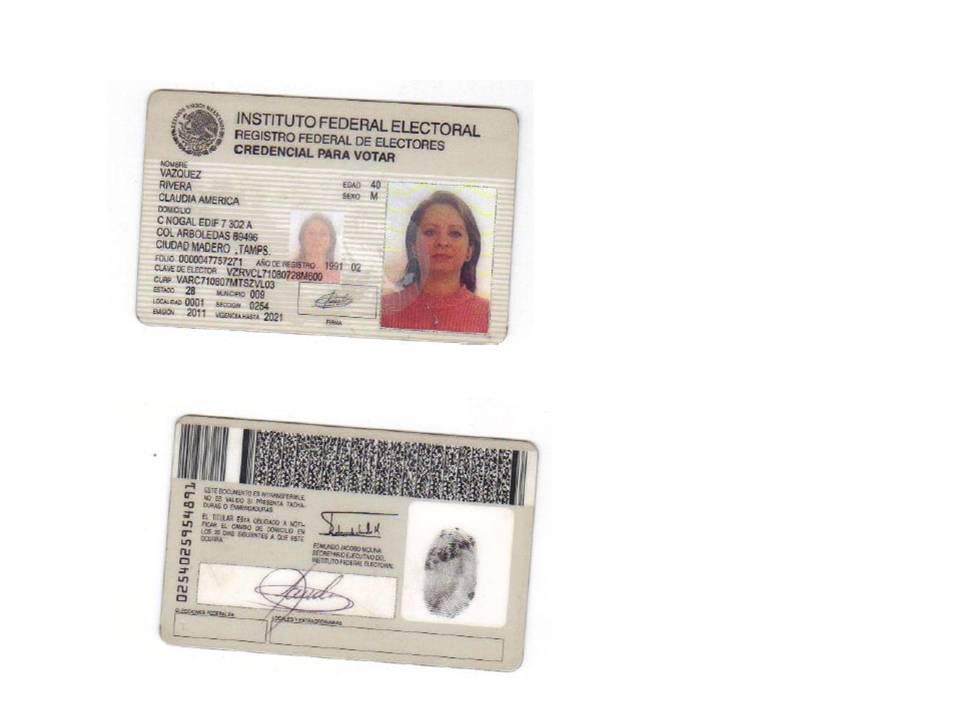 ESTADOS UNIDOS MEXICANOS
INSTITUTO FEDERAL ELECTORAL
REGISTRO FEDERAL DE ELECTORES
CREDENCIAL PARA VOTAR
NOMBRE
VAZQUEZ
RIVERA
CLAUDIA AMERICA
EDAD 40
SEXO M
DOMICILIO
C NOGAL EDIF 7 302 A
COL ARBOLEDAS 89496
CIUDAD MADERO ,TAMPS.
FOLIO 0000047757271 AÑO DE REGISTRO 1991 02
CLAVE DE ELECTOR VZRVCL71080728M600
CURP VARC710807MTSZVL03
ESTADO 28 MUNICIPIO 009
LOCALIDAD 0001 SECCION 0254
EMISIÓN 2011 VIGENCIA HASTA 2021
FIRMA
0254025954891
ESTE DOCUMENTO ES INTRANSFERIBLE,
NO ES VALIDO SI PRESENTA TACHA-
DURAS O ENMENDADURAS
EL TITULAR ESTA OBLIGADO A NOTI-
FICAR EL CAMBIO DE DOMICILIO EN
LOS 30 DIAS SIGUIENTES A QUE ESTE
OCURRA
EDMUNDO JACOBO MOLINA
SECRETARIO EJECUTIVO DEL
INSTITUTO FEDERAL ELECTORAL
ELECCIONES FEDERALES
LOCALES Y EXTRAORDINARIAS